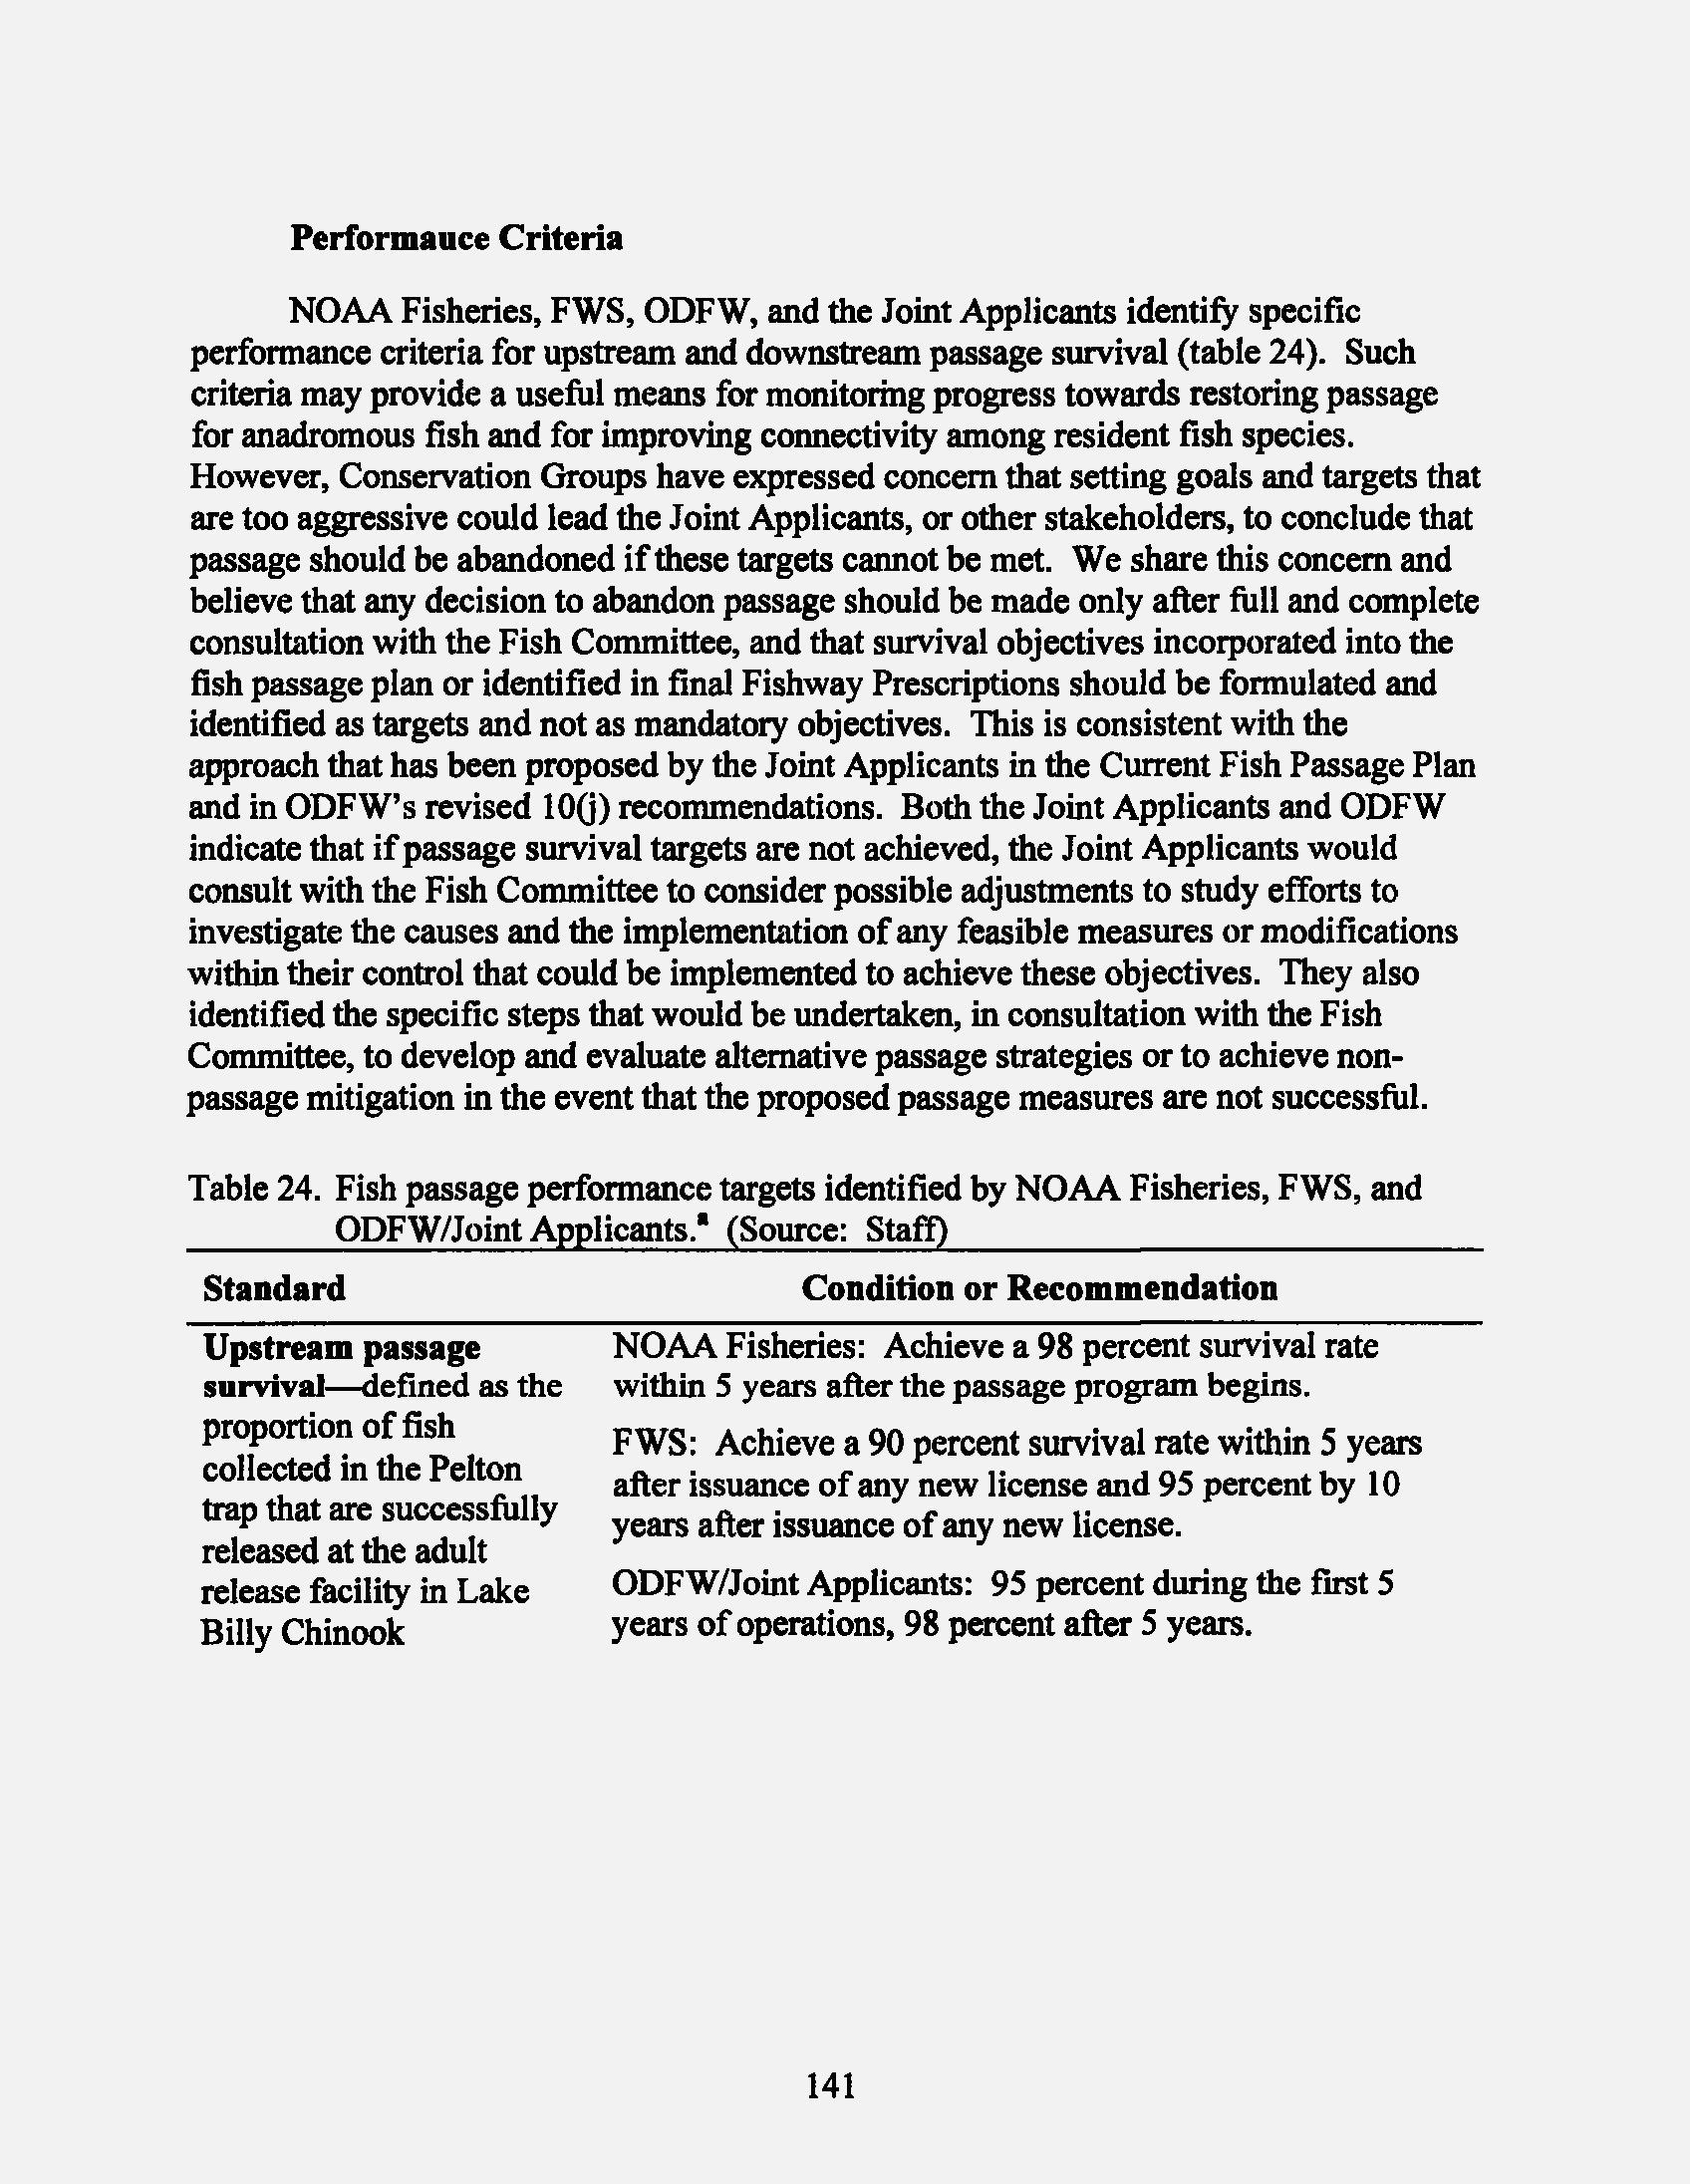 Performauce Criteria
NOAA Fisheries, FWS, ODFW, and the Joint Applicants identify specific
performance criteria for upstream and downstream passage survival (table 24). Such
criteria may provide a useful means for monitoring progress towards restoring passage
for anadromous fish and for improving connectivity among resident fish species.
However, Conservation Groups have expressed concern that setting goals and targets that
are too aggressive could lead the Joint Applicants, or other stakeholders, to conclude that
passage should be abandoned if these targets cannot be met. We share this concern and
believe that any decision to abandon passage should be made only after full and complete
consultation with the Fish Committee, and that survival objectives incorporated into the
fish passage plan or identified in final Fishway Prescriptions should be formulated and
identified as targets and not as mandatory objectives. This is consistent with the
approach that has been proposed by the Joint Applicants in the Current Fish Passage Plan
and in ODFW's revised 10(j) recommendations. Both the Joint Applicants and ODFW
indicate that if passage survival targets are not achieved, the Joint Applicants would
consult with the Fish Committee to consider possible adjustments to study efforts to
investigate the causes and the implementation of any feasible measures or modifications
within their control that could be implemented to achieve these objectives. They also
identified the specific steps that would be undertaken, in consultation with the Fish
Committee, to develop and evaluate alternative passage strategies or to achieve non-
passage mitigation in the event that the proposed passage measures are not successful.
Table 24. Fish passage performance targets identified by NOAA Fisheries, FWS, and
ODFW/Joint Applicants.ª (Source: Staff)
Standard
Condition or Recommendation
Upstream passage
survival—defined as the
proportion of fish
collected in the Pelton
trap that are successfully
released at the adult
release facility in Lake
Billy Chinook
NOAA Fisheries: Achieve a 98 percent survival rate
within 5 years after the passage program begins.
FWS: Achieve a 90 percent survival rate within 5 years
after issuance of any new license and 95 percent by 10
years after issuance of any new license.
ODFW/Joint Applicants: 95 percent during the first 5
years of operations, 98 percent after 5 years.
141